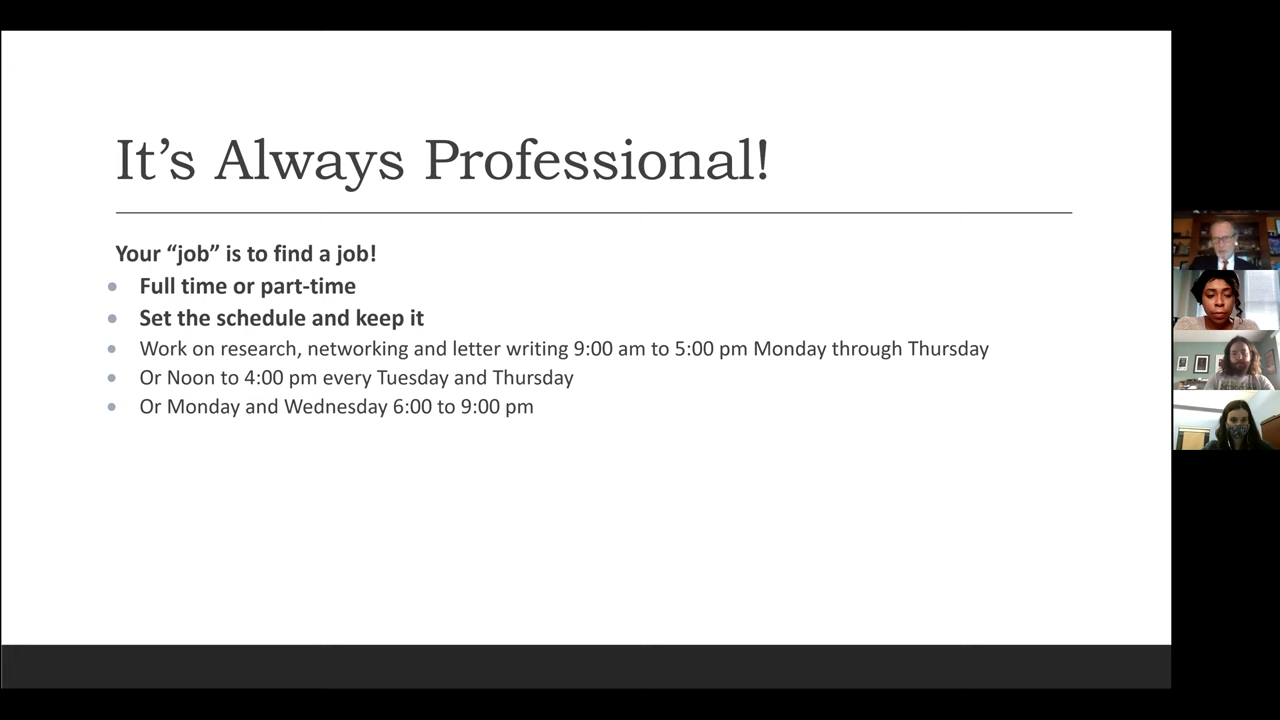 It’s Always Professional!
Your “job” is to find a job!
Full time or part-time
Set the schedule and keep it
Work on research, networking and letter writing 9:00 am to 5:00 pm Monday through Thursday
Or Noon to 4:00 pm every Tuesday and Thursday
Or Monday and Wednesday 6:00 to 9:00 pm